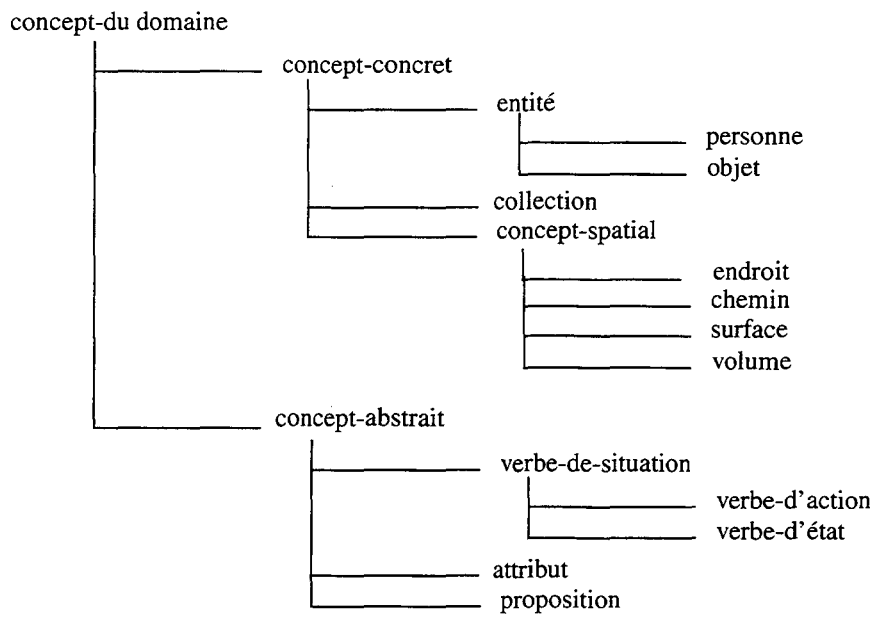 concept-du domaine
concept-concret
entité
personne
objet
collection
concept-spatial
endroit
chemin
surface
volume
concept-abstrait
verbe-de-situation
verbe-d'action
verbe-d'état
attribut
proposition